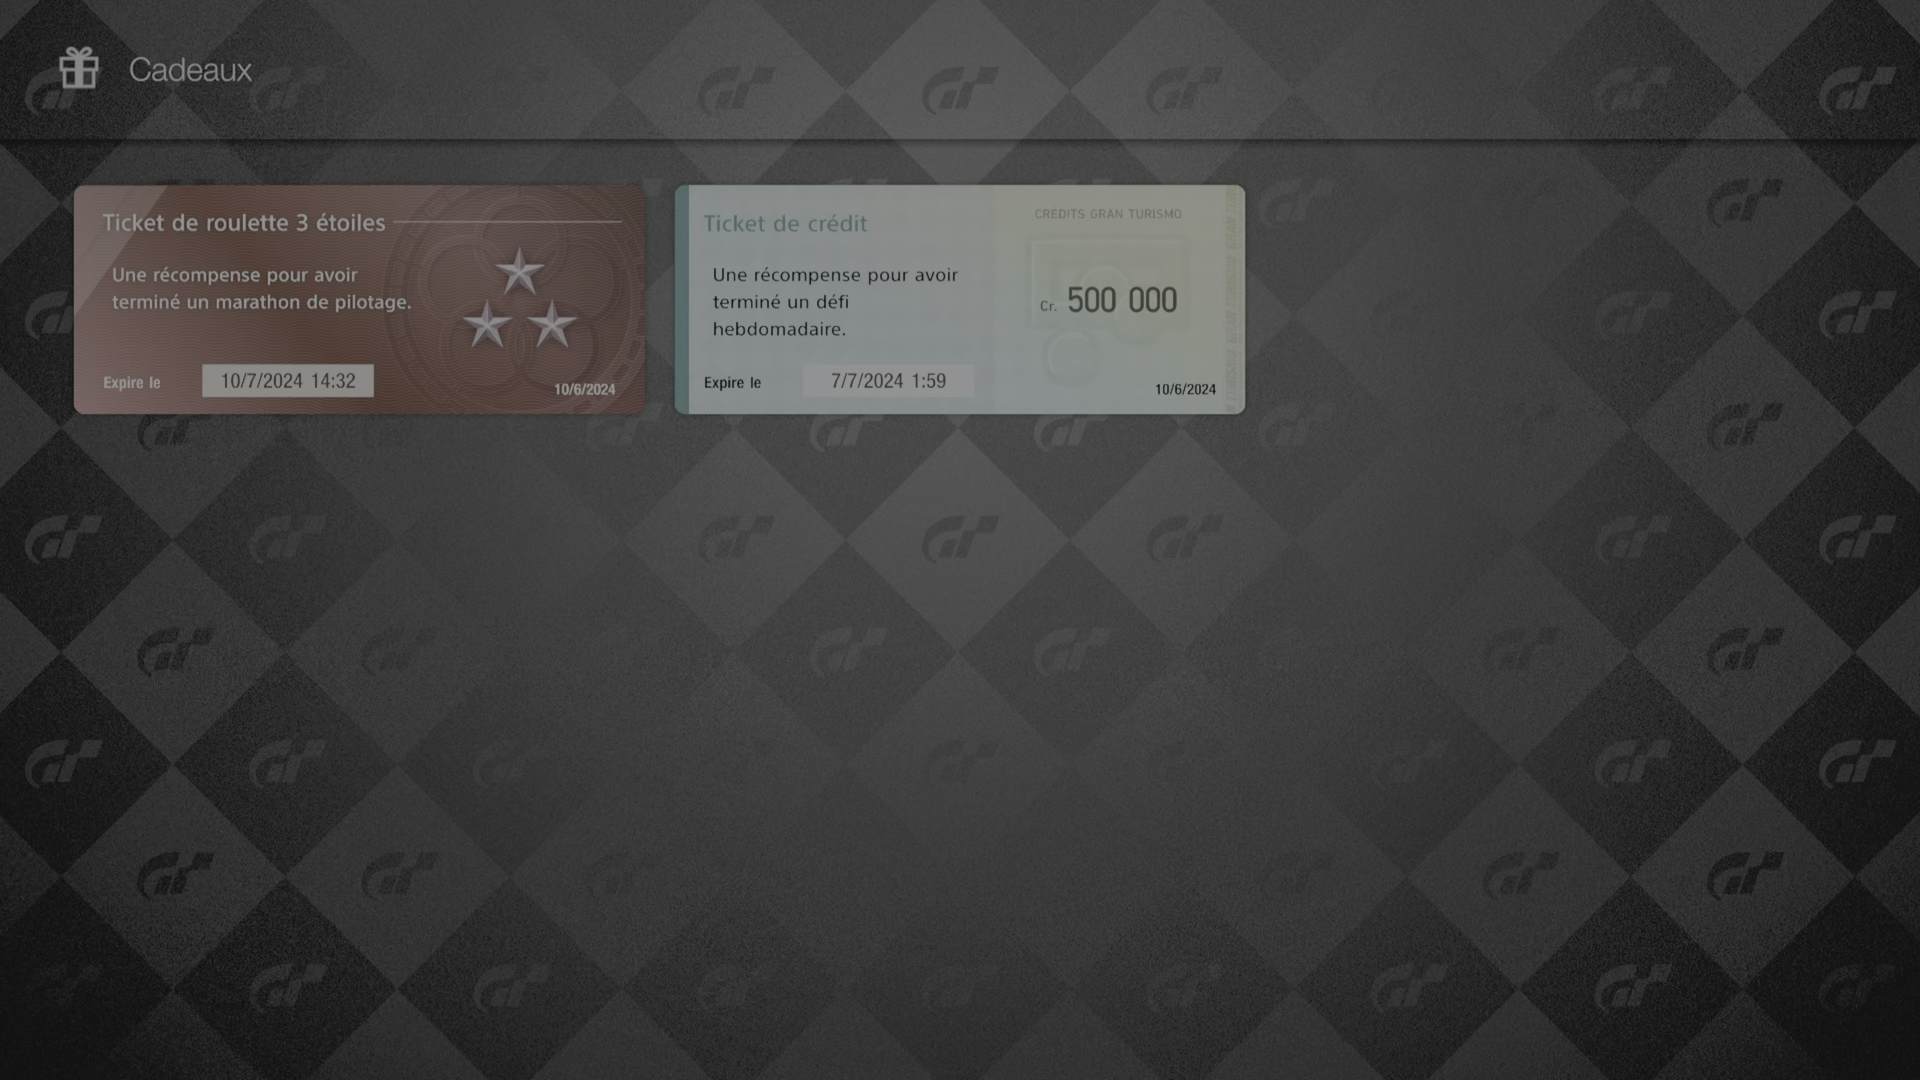 Cadeaux
Ticket de roulette 3 étoiles
Une récompense pour avoir
terminé un marathon de pilotage.
Expire le 10/7/2024 14:32
10/6/2024
Ticket de crédit
Une récompense pour avoir
terminé un défi
hebdomadaire.
Expire le 7/7/2024 1:59
CRÉDITS GRAN TURISMO
Cr. 500 000
10/6/2024